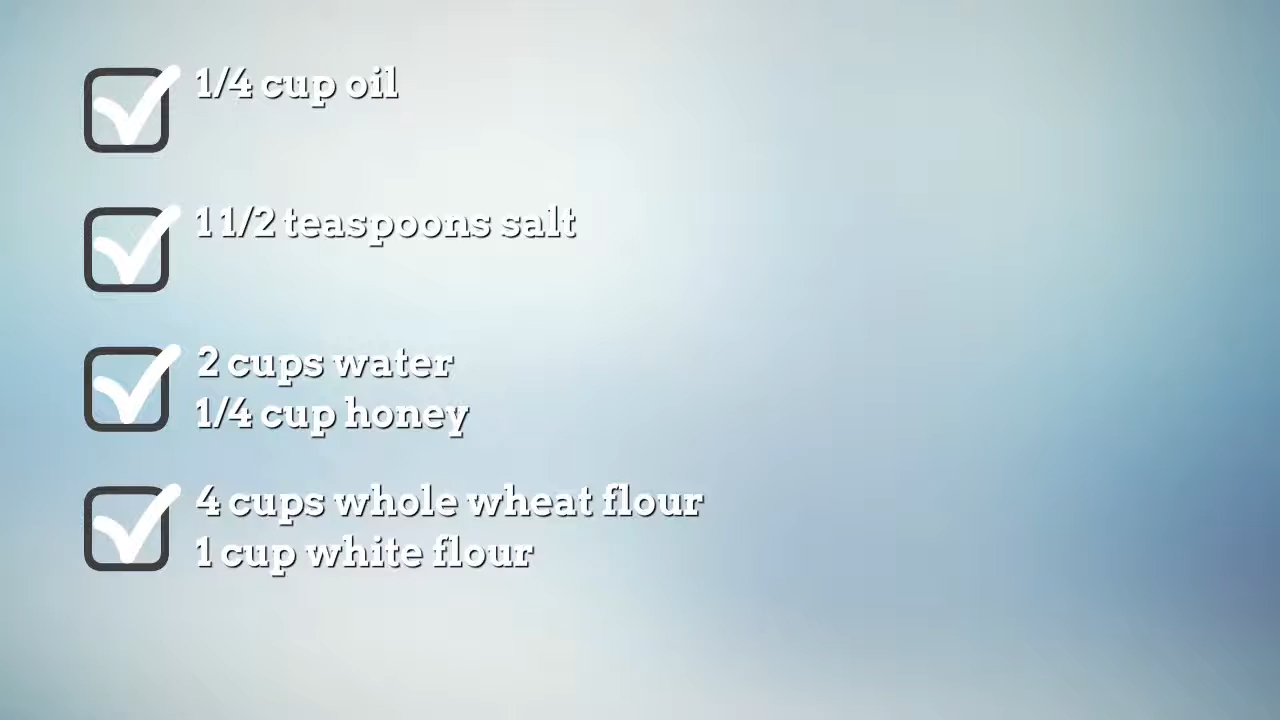 1/4 cup oil
1 1/2 teaspoons salt
2 cups water
1/4 cup honey
4 cups whole wheat flour
1 cup white flour